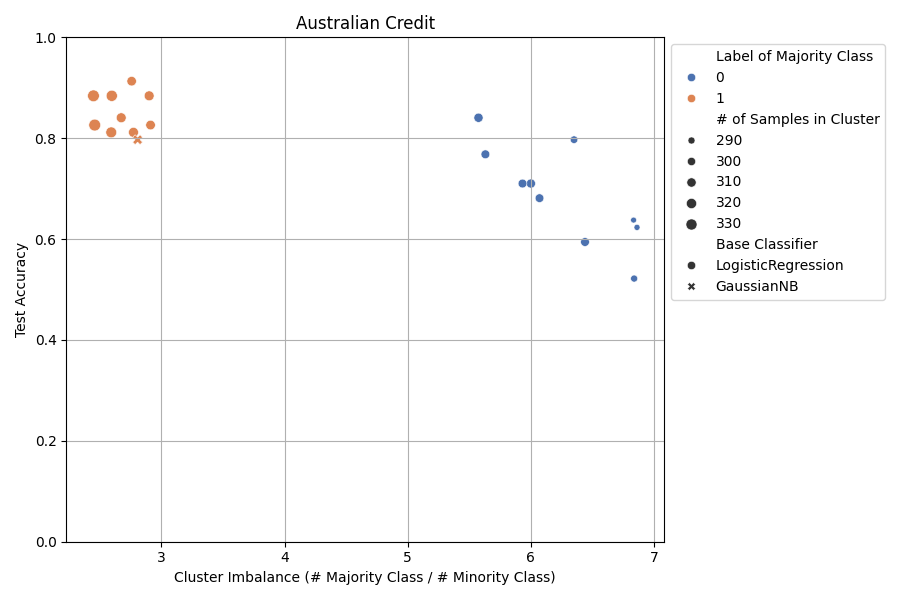 Australian Credit
1.0
0.8
0.6
0.4
0.2
0.0
Test Accuracy
3 4 5 6 7
Cluster Imbalance (# Majority Class / # Minority Class)
Label of Majority Class
0
1
# of Samples in Cluster
290
300
310
320
330
Base Classifier
LogisticRegression
GaussianNB